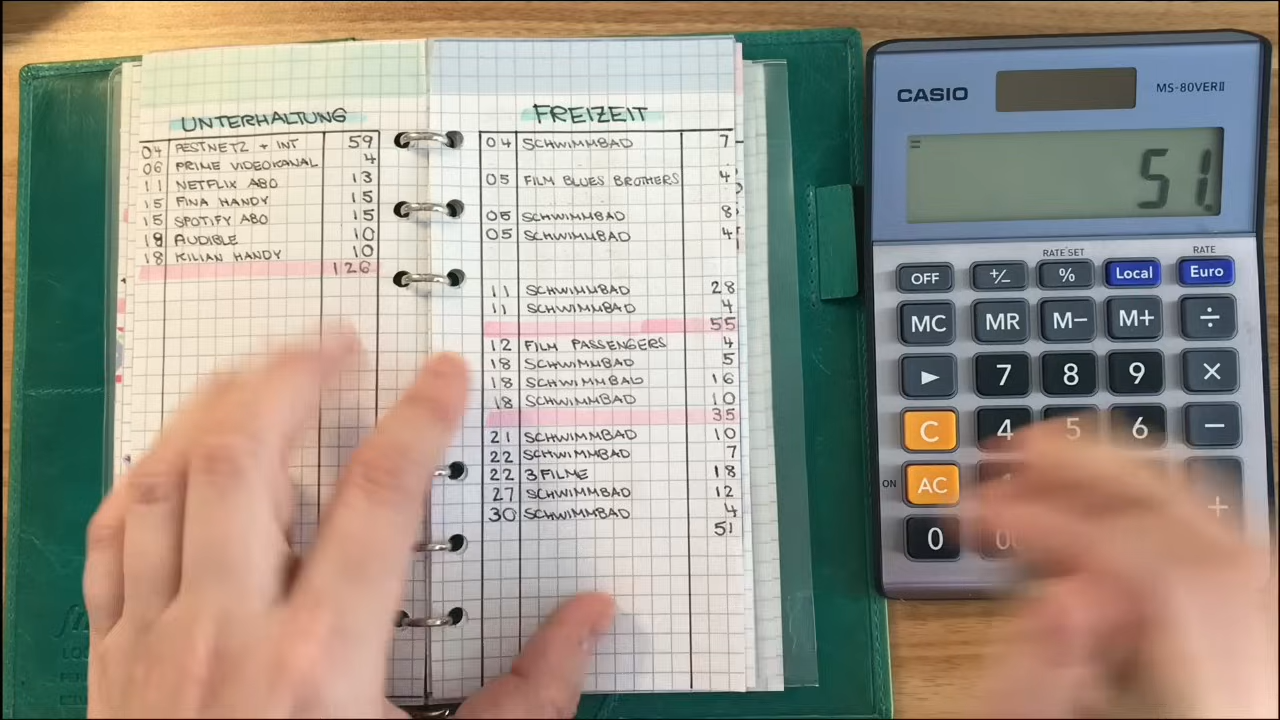 UNTERHALTUNG
04 FESTNETZ + INT 59
06 PRIME VIDEOKANAL 4
11 NETFLIX ABO 13
15 FINA HANDY 15
15 SPOTIFY ABO 15
18 AUDIBLE 10
18 KILIAN HANDY 10
126
FREIZEIT
04 SCHWIMMBAD 7
05 FILM BLUES BROTHERS 4
05 SCHWIMMBAD 8
05 SCHWIMMBAD 4
11 SCHWIMMBAD 28
11 SCHWIMMBAD 4
55
12 FILM PASSENGERS 4
18 SCHWIMMBAD 5
18 SCHWIMMBAD 16
18 SCHWIMMBAD 10
35
21 SCHWIMMBAD 10
22 SCHWIMMBAD 7
22 3 FILME 18
27 SCHWIMMBAD 12
30 SCHWIMMBAD 4
51
CASIO MS-80VERII
= 51.
RATE SET RATE
OFF +/− % Local Euro
MC MR M− M+ ÷
► 7 8 9 ×
C 4 5 6 −
ON AC +
0